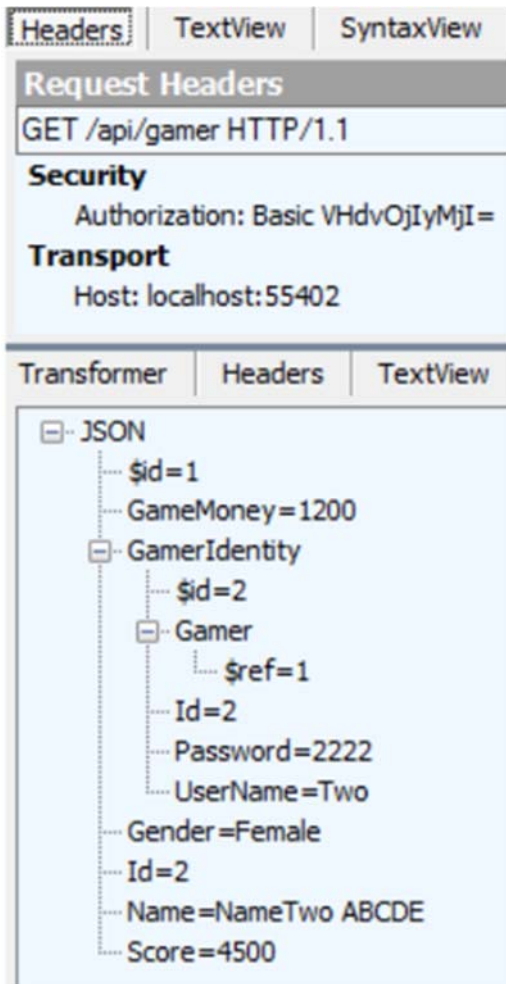 Headers TextView SyntaxView
Request Headers
GET /api/gamer HTTP/1.1
Security
Authorization: Basic VHdvOjIyMjI=
Transport
Host: localhost:55402
Transformer Headers TextView
JSON
$id=1
GameMoney=1200
GamerIdentity
$id=2
Gamer
$ref=1
Id=2
Password=2222
UserName=Two
Gender=Female
Id=2
Name=NameTwo ABCDE
Score=4500